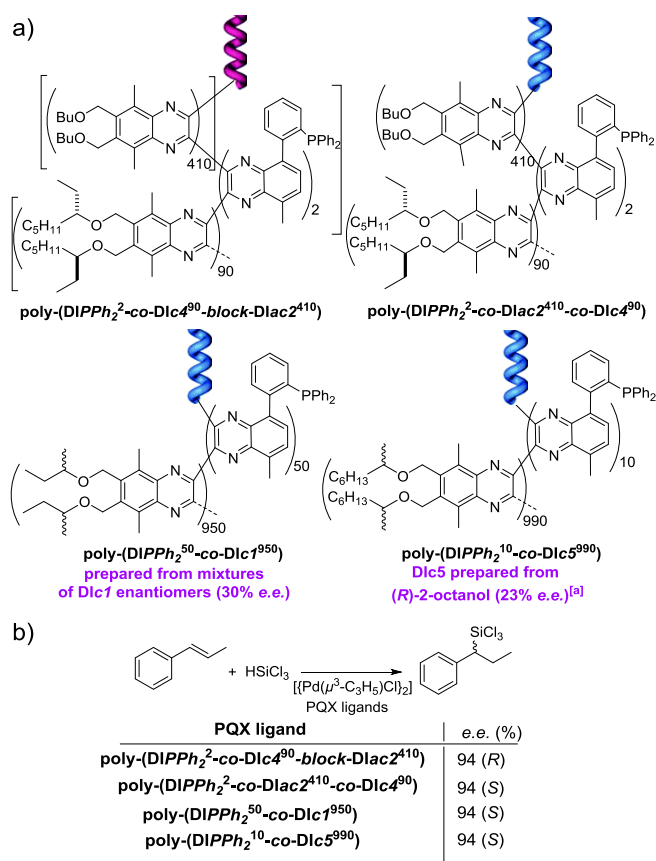 a)
BuO
BuO
N
N
410
PPh₂
N
N
2
C₅H₁₁
O
C₅H₁₁
O
N
N
90
poly-(DIPPh₂²-co-DIc4⁹⁰-block-DIac2⁴¹⁰)
BuO
BuO
N
N
410
PPh₂
N
N
2
C₅H₁₁
O
C₅H₁₁
O
N
N
90
poly-(DIPPh₂²-co-DIac2⁴¹⁰-co-DIc4⁹⁰)
PPh₂
N
N
50
O
O
N
N
950
poly-(DIPPh₂⁵⁰-co-DIc1⁹⁵⁰)
prepared from mixtures
of DIc1 enantiomers (30% e.e.)
PPh₂
N
N
10
C₆H₁₃
O
C₆H₁₃
O
N
N
990
poly-(DIPPh₂¹⁰-co-DIc5⁹⁹⁰)
DIc5 prepared from
(R)-2-octanol (23% e.e.)[a]
b)
SiCl₃
+ HSiCl₃
[{Pd(μ³-C₃H₅)Cl}₂]
PQX ligands
PQX ligand e.e. (%)
poly-(DIPPh₂²-co-DIc4⁹⁰-block-DIac2⁴¹⁰) 94 (R)
poly-(DIPPh₂²-co-DIac2⁴¹⁰-co-DIc4⁹⁰) 94 (S)
poly-(DIPPh₂⁵⁰-co-DIc1⁹⁵⁰) 94 (S)
poly-(DIPPh₂¹⁰-co-DIc5⁹⁹⁰) 94 (S)